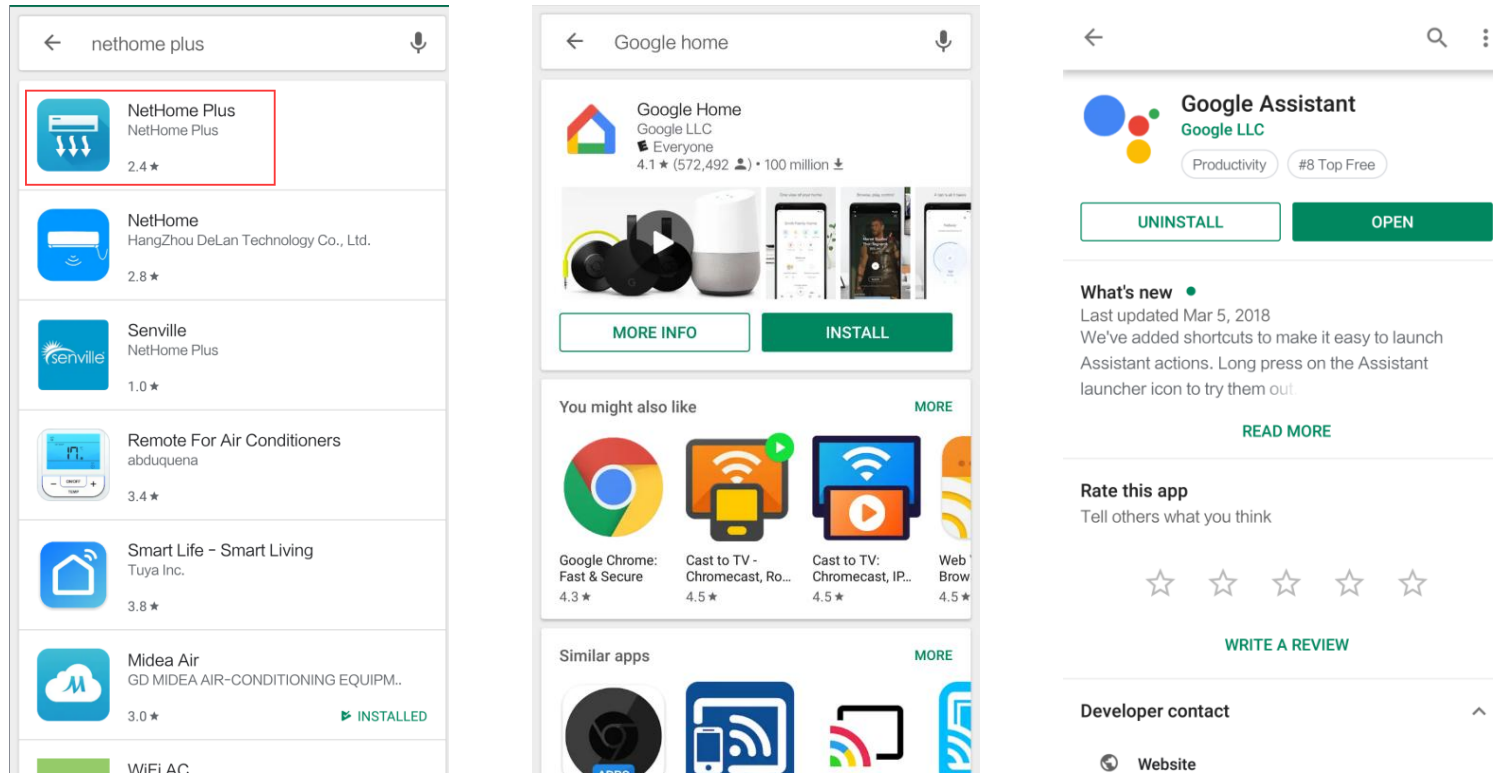 nethome plus
NetHome Plus
NetHome Plus
2.4 ★
NetHome
HangZhou DeLan Technology Co., Ltd.
2.8 ★
senville
Senville
NetHome Plus
1.0 ★
Remote For Air Conditioners
abduquena
3.4 ★
Smart Life - Smart Living
Tuya Inc.
3.8 ★
Midea Air
GD MIDEA AIR-CONDITIONING EQUIPM..
3.0 ★
INSTALLED
WiFi AC
Google home
Google Home
Google LLC
E Everyone
4.1 ★ (572,492) • 100 million
MORE INFO
INSTALL
You might also like
MORE
Google Chrome:
Fast & Secure
4.3 ★
Cast to TV -
Chromecast, Ro...
4.5 ★
Cast to TV:
Chromecast, IP...
4.5 ★
Web
Brow
4.5 ★
Similar apps
MORE
APPS
Google Assistant
Google LLC
Productivity
#8 Top Free
UNINSTALL
OPEN
What's new
Last updated Mar 5, 2018
We've added shortcuts to make it easy to launch
Assistant actions. Long press on the Assistant
launcher icon to try them out.
READ MORE
Rate this app
Tell others what you think
WRITE A REVIEW
Developer contact
Website